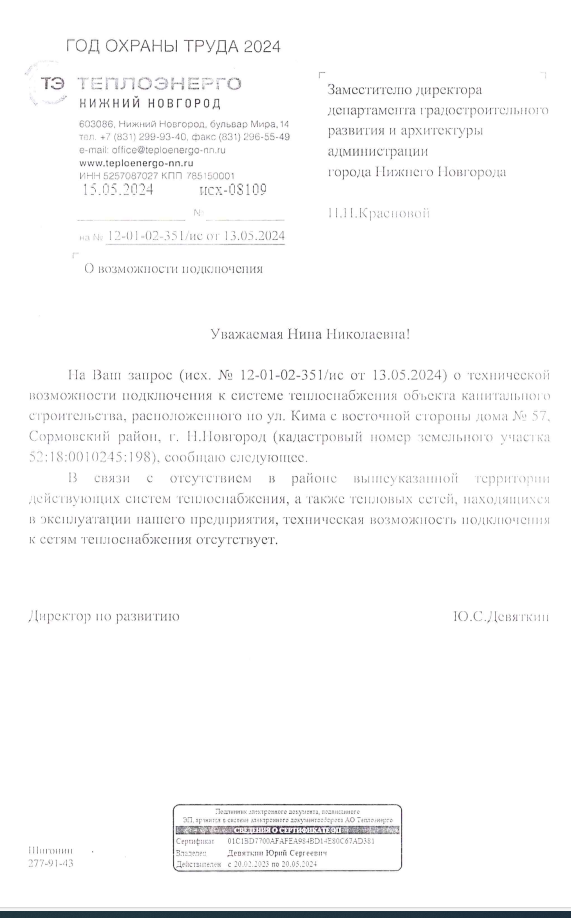 ГОД ОХРАНЫ ТРУДА 2024
ТЭ ТЕПЛОЭНЕРГО
НИЖНИЙ НОВГОРОД
603086, Нижний Новгород, бульвар Мира, 14
тел. +7 (831) 299-93-40, факс (831) 296-55-49
e-mail: office@teploenergo-nn.ru
www.teploenergo-nn.ru
ИНН 5257087027 КПП 785150001
15.05.2024 исх-08109
№
на № 12-01-02-351/ис от 13.05.2024
О возможности подключения
Заместителю директора
департамента градостроительного
развития и архитектуры
администрации
города Нижнего Новгорода
Н.Н.Красновой
Уважаемая Нина Николаевна!
На Ваш запрос (исх. № 12-01-02-351/ис от 13.05.2024) о технической
возможности подключения к системе теплоснабжения объекта капитального
строительства, расположенного по ул. Кима с восточной стороны дома № 57,
Сормовский район, г. Н.Новгород (кадастровый номер земельного участка
52:18:0010245:198), сообщаю следующее.
В связи с отсутствием в районе вышеуказанной территории
действующих систем теплоснабжения, а также тепловых сетей, находящихся
в эксплуатации нашего предприятия, техническая возможность подключения
к сетям теплоснабжения отсутствует.
Директор по развитию Ю.С.Девяткин
Подлинник электронного документа, подписанного
ЭП, хранится в системе электронного документооборота АО Теплоэнерго
СВЕДЕНИЯ О СЕРТИФИКАТЕ ЭП
Сертификат 01C1BD7700AFAFEA984BD14E80C67AD381
Владелец Девяткин Юрий Сергеевич
Действителен с 20.02.2023 по 20.05.2024
Шигонин
277-91-43